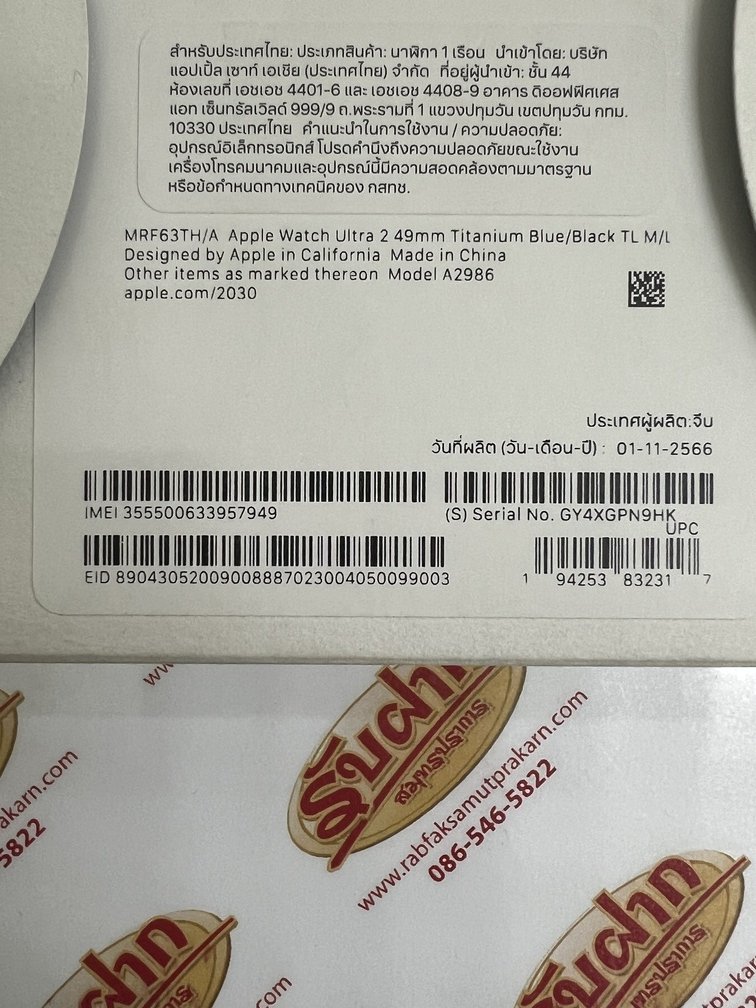 สำหรับประเทศไทย: ประเภทสินค้า: นาฬิกา 1 เรือน นำเข้าโดย: บริษัท
แอปเปิ้ล เซาท์ เอเชีย (ประเทศไทย) จำกัด ที่อยู่ผู้นำเข้า: ชั้น 44
ห้องเลขที่ เอชเอช 4401-6 และ เอชเอช 4408-9 อาคาร ดิออฟฟิศเศส
แอท เซ็นทรัลเวิลด์ 999/9 ถ.พระรามที่ 1 แขวงปทุมวัน เขตปทุมวัน กทม.
10330 ประเทศไทย คำแนะนำในการใช้งาน / ความปลอดภัย:
อุปกรณ์อิเล็กทรอนิกส์ โปรดคำนึงถึงความปลอดภัยขณะใช้งาน
เครื่องโทรคมนาคมและอุปกรณ์นี้มีความสอดคล้องตามมาตรฐาน
หรือข้อกำหนดทางเทคนิคของ กสทช.
MRF63TH/A Apple Watch Ultra 2 49mm Titanium Blue/Black TL M/L
Designed by Apple in California Made in China
Other items as marked thereon Model A2986
apple.com/2030
ประเทศผู้ผลิต:จีน
วันที่ผลิต (วัน-เดือน-ปี) : 01-11-2566
IMEI 355500633957949
(S) Serial No. GY4XGPN9HK
UPC
EID 89043052009008887023004050099003
1 94253 83231 7
รับฝาก
สมุทรปราการ
www.rabfaksamutprakarn.com
086-546-5822
akarn.com
5822
รับฝาก
สมุทรปราการ